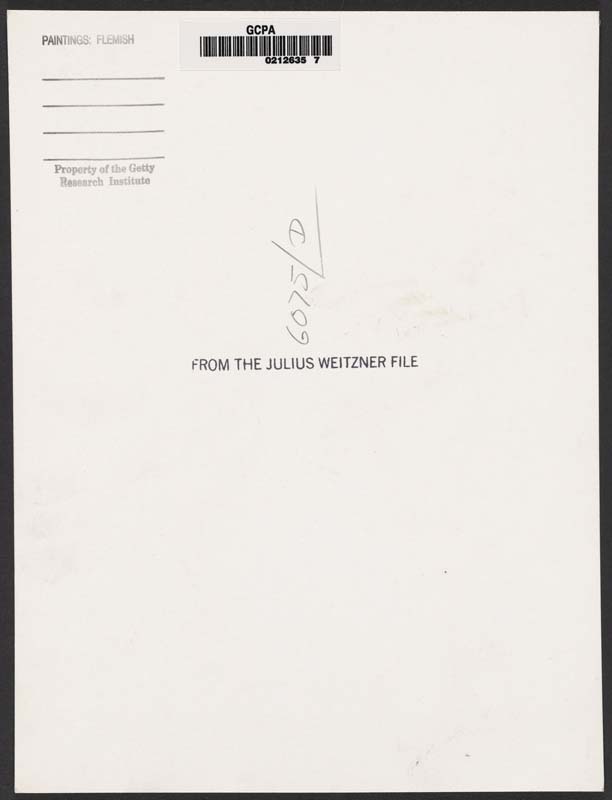 PAINTINGS: FLEMISH
GCPA
0212635 7
Property of the Getty
Research Institute
6075/D
FROM THE JULIUS WEITZNER FILE